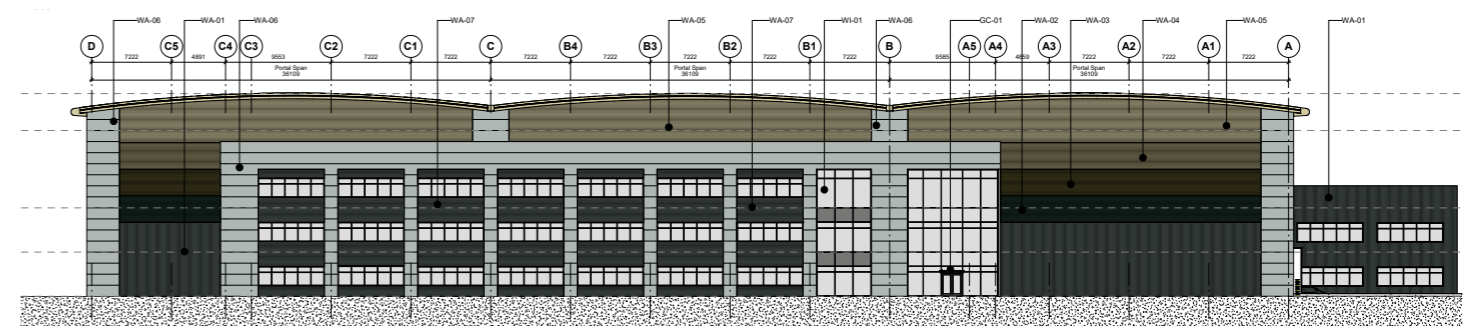 WA-06 WA-01 WA-06 WA-07 WA-05 WA-07 WI-01 WA-06 GC-01 WA-02 WA-03 WA-04 WA-05 WA-01
D C5 C4 C3 C2 C1 C B4 B3 B2 B1 B A5 A4 A3 A2 A1 A
7222 4891 9553 7222 7222 7222 7222 7222 7222 7222 9585 4859 7222 7222 7222
Portal Span Portal Span Portal Span
36109 36109 36109